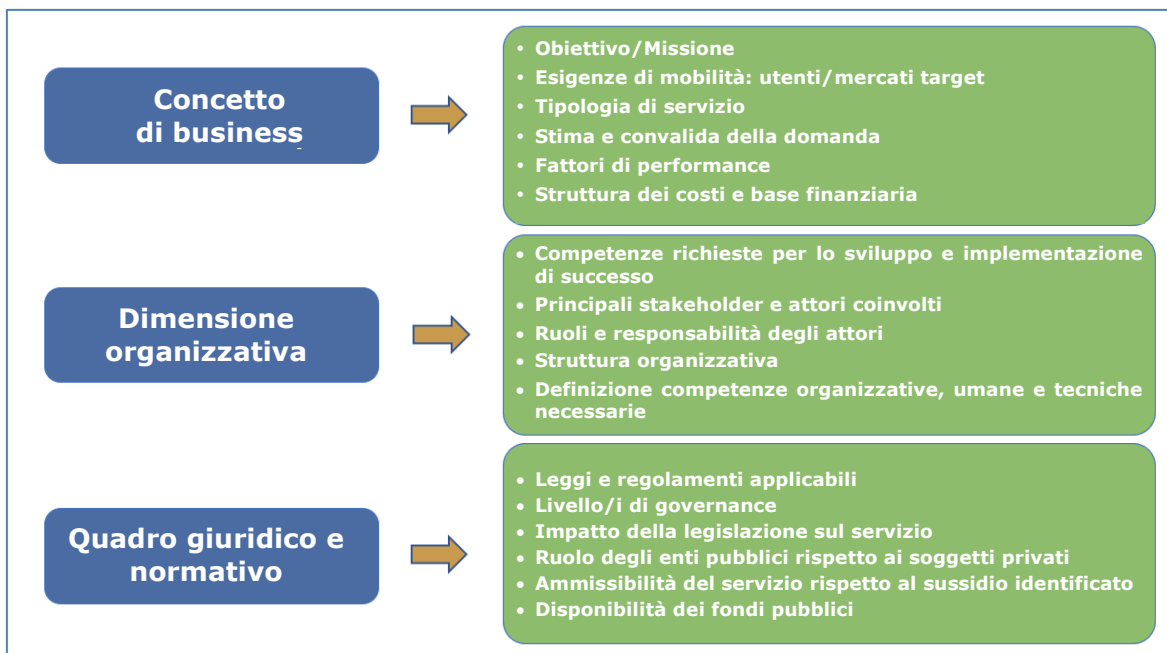 Concetto
di business
• Obiettivo/Missione
• Esigenze di mobilità: utenti/mercati target
• Tipologia di servizio
• Stima e convalida della domanda
• Fattori di performance
• Struttura dei costi e base finanziaria
Dimensione
organizzativa
• Competenze richieste per lo sviluppo e implementazione
di successo
• Principali stakeholder e attori coinvolti
• Ruoli e responsabilità degli attori
• Struttura organizzativa
• Definizione competenze organizzative, umane e tecniche
necessarie
Quadro giuridico e
normativo
• Leggi e regolamenti applicabili
• Livello/i di governance
• Impatto della legislazione sul servizio
• Ruolo degli enti pubblici rispetto ai soggetti privati
• Ammissibilità del servizio rispetto al sussidio identificato
• Disponibilità dei fondi pubblici